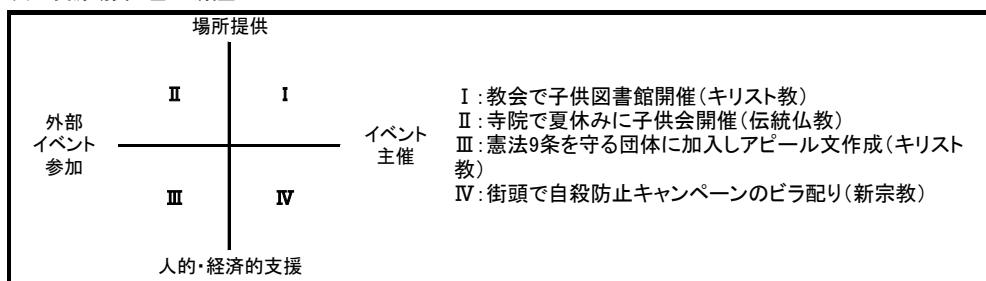 場所提供
Ⅱ
Ⅰ
外部
イベント
参加
イベント
主催
Ⅲ
Ⅳ
人的・経済的支援
Ⅰ：教会で子供図書館開催（キリスト教）
Ⅱ：寺院で夏休みに子供会開催（伝統仏教）
Ⅲ：憲法9条を守る団体に加入しアピール文作成（キリスト
教）
Ⅳ：街頭で自殺防止キャンペーンのビラ配り（新宗教）